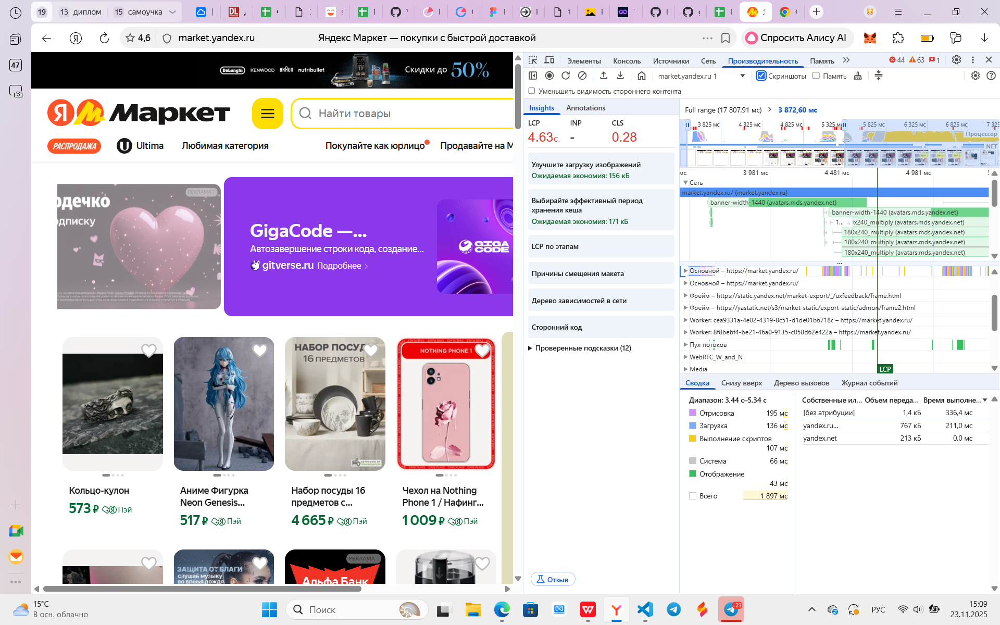 19
13 диплом
15 самоучка
4,6
market.yandex.ru
Яндекс Маркет — покупки с быстрой доставкой
Спросить Алису AI
47
DeLonghi KENWOOD BRAUN nutribullet.
Скидки до 50%
Я М Маркет
Найти товары
РАСПРОДАЖА
Ultima
Любимая категория
Покупайте как юрлицо
Продавайте на М
РЕКЛАМА
рдечко
одписку
GigaCode —...
Автозавершение строки кода, создание...
gitverse.ru Подробнее
GIGA
CODE
НАБОР ПОСУД
16 ПРЕДМЕТОВ
NOTHING PHONE 1
Кольцо-кулон
573 ₽ Пэй
Аниме Фигурка
Neon Genesis...
517 ₽ Пэй
Набор посуды 16
предметов с...
4 665 ₽ Пэй
Чехол на Nothing
Phone 1 / Нафинг...
1 009 ₽ Пэй
ЗАЩИТА ОТ ВЛАГИ
слушай музыку
во время дождя
РЕКЛАМА
Альфа Банк
Элементы
Консоль
Источники
Сеть
Производительность
Память
44
63
1
market.yandex.ru 1
Скриншоты
Память
Уменьшить видимость стороннего контента
Insights
Annotations
LCP
INP
CLS
4.63с.
-
0.28
Улучшите загрузку изображений
Ожидаемая экономия: 156 кБ
Выбирайте эффективный период
хранения кеша
Ожидаемая экономия: 171 кБ
LCP по этапам
Причины смещения макета
Дерево зависимостей в сети
Сторонний код
Проверенные подсказки (12)
Отзыв
Full range (17 807,91 мс)
3 872,60 мс
3 825 мс
4 325 мс
4 825 мс
5 325 мс
5 825 мс
6 325 мс
6 825 мс
7 325
Процессор
NET
мс
3 981 мс
4 481 мс
4 981 мс
Сеть
market.yandex.ru/ (market.yandex.ru)
banner-width-1440 (avatars.mds.yandex.net)
banner-width-1440 (avatars.mds.yandex.net)
1... x240_multiply (avatars.mds.yandex.net)
180x240_multiply (avatars.mds.yandex.net)
180x240_multiply (avatars.mds.yandex.net)
180x240_multiply (avatars.mds.yandex.net)
Основной – https://market.yandex.ru/
Основной – https://market.yandex.ru/
Фрейм – https://static.yandex.net/market-export/_/uxfeedback/frame.html
Фрейм – https://yastatic.net/s3/market-static/export-static/admon/frame2.html
Worker: cea9331a-4e02-4319-8c51-d1de01b6718c – https://market.yandex.ru/
Worker: 8f8bebf4-be21-46a0-9135-c058d62e422a – https://market.yandex.ru/
Пул потоков
WebRTC_W_and_N
Media
LCP
Сводка
Снизу вверх
Дерево вызовов
Журнал событий
Диапазон: 3,44 с–5,34 с
Отрисовка 195 мс
Загрузка 136 мс
Выполнение скриптов
107 мс
Система 66 мс
Отображение
43 мс
Всего 1 897 мс
Собственные ил... Объем переда... Время выполне...
[без атрибуции] 1,4 кБ 336,4 мс
yandex.ru... 767 кБ 211,0 мс
yandex.net 213 кБ 0,0 мс
15°C
В осн. облачно
Поиск
23
РУС
15:09
23.11.2025